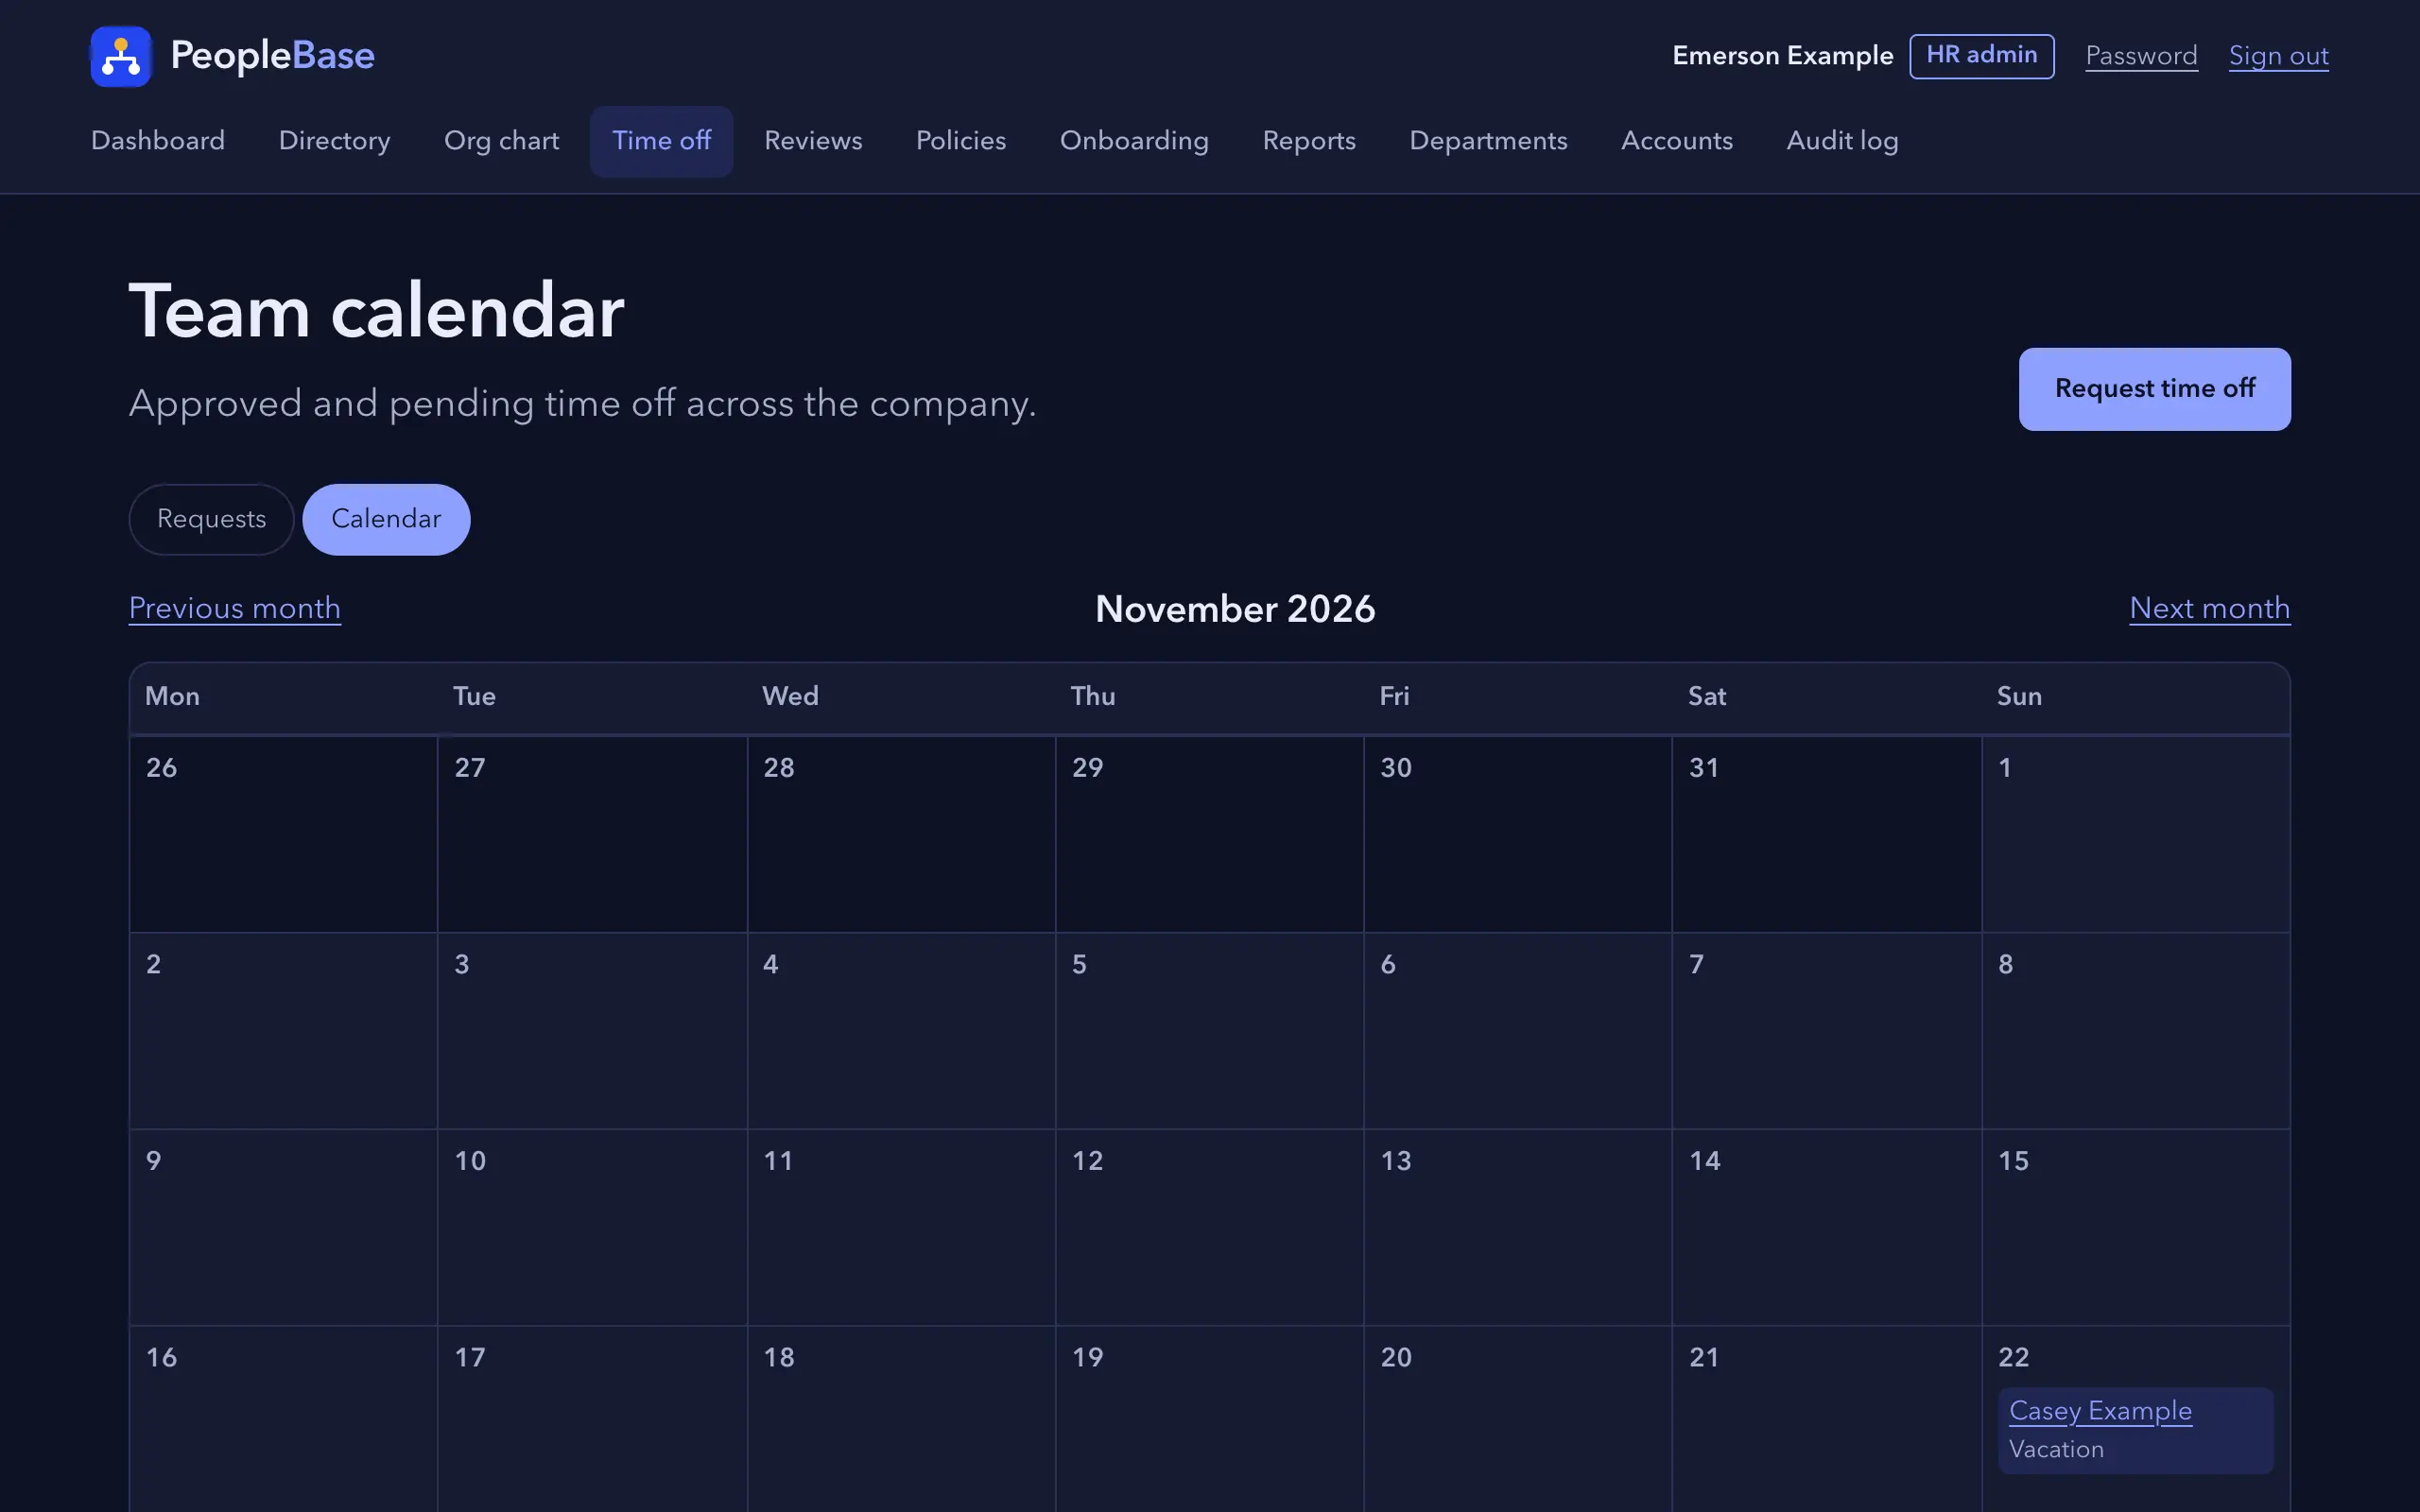 PeopleBase
Emerson Example HR admin Password Sign out
Dashboard Directory Org chart Time off Reviews Policies Onboarding Reports Departments Accounts Audit log
Team calendar
Approved and pending time off across the company.
Request time off
Requests Calendar
Previous month November 2026 Next month
Mon Tue Wed Thu Fri Sat Sun
26 27 28 29 30 31 1
2 3 4 5 6 7 8
9 10 11 12 13 14 15
16 17 18 19 20 21 22
Casey Example
Vacation